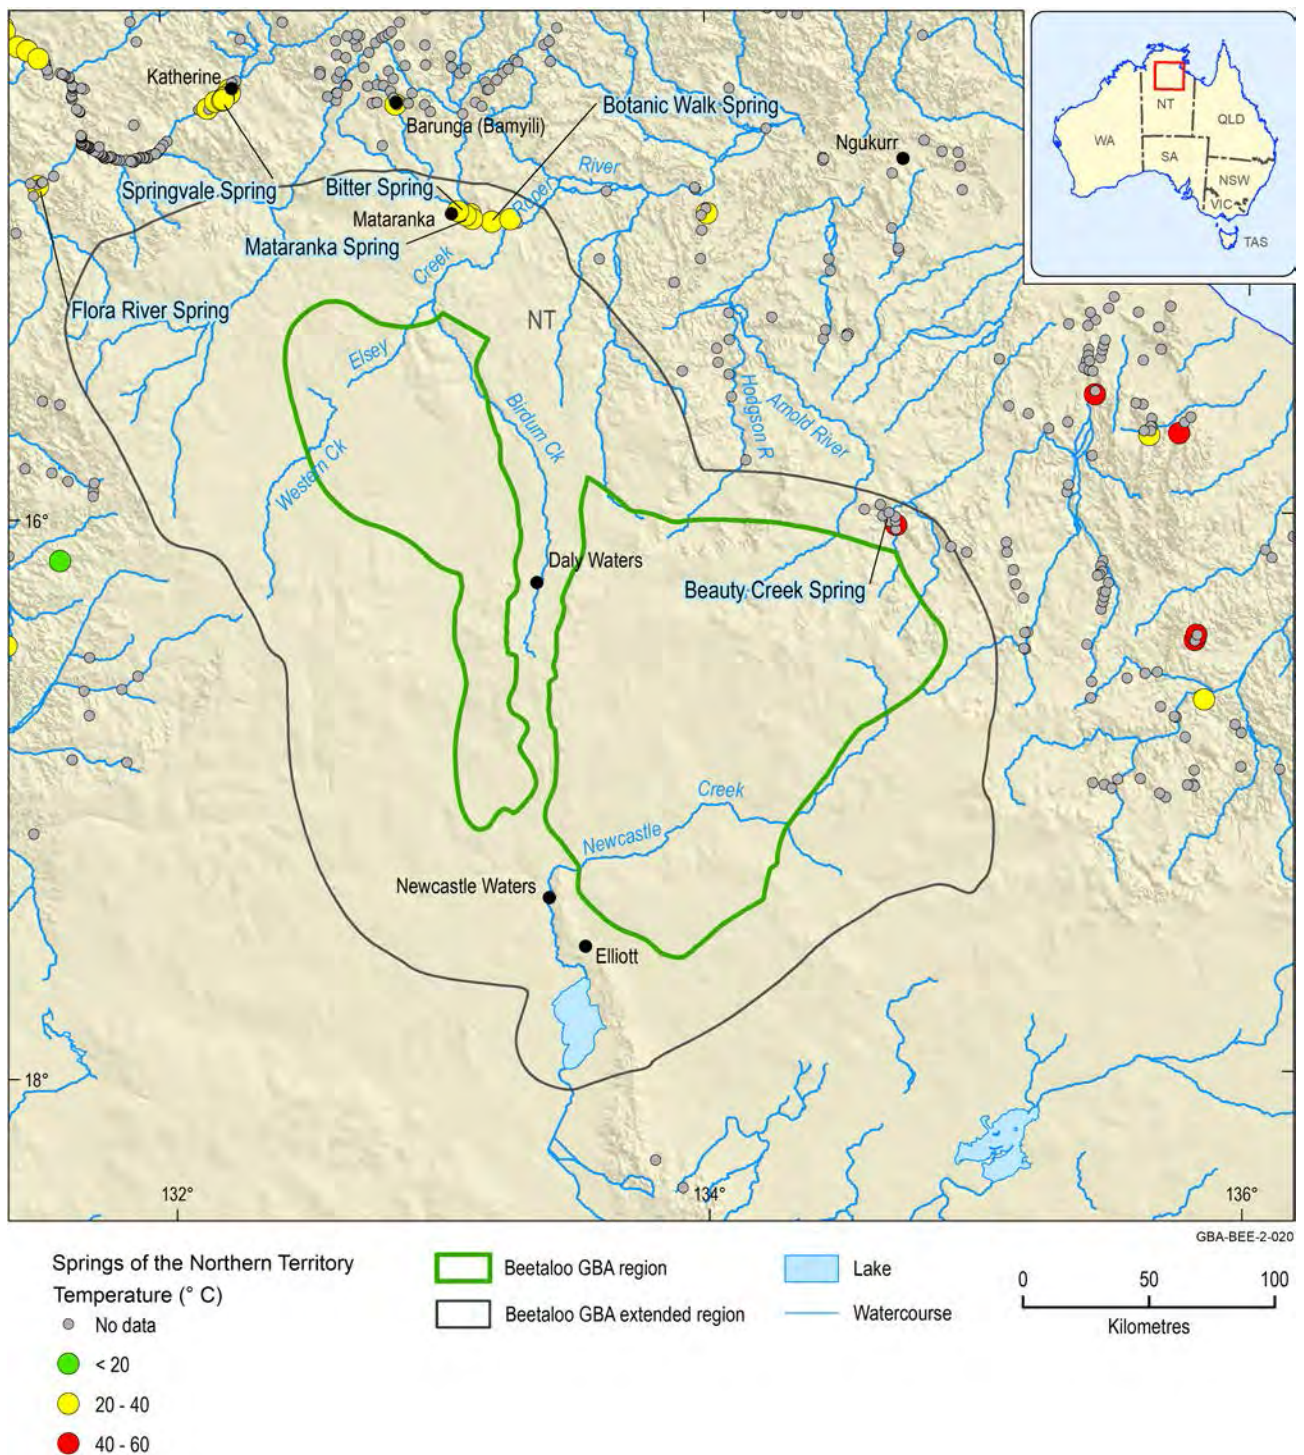 Katherine
Barunga (Bamyili)
Botanic Walk Spring
Ngukurr
River
Roper
Springvale Spring
Bitter Spring
Mataranka
Mataranka Spring
Creek
Flora River Spring
NT
Elsey
Birdum Ck
Western Ck
Hodgson R
Arnold River
16°
Daly Waters
Beauty Creek Spring
Creek
Newcastle
Newcastle Waters
Elliott
18°
132°
134°
136°
WA
NT
QLD
SA
NSW
VIC
TAS
GBA-BEE-2-020
Springs of the Northern Territory
Temperature (° C)
No data
< 20
20 - 40
40 - 60
Beetaloo GBA region
Beetaloo GBA extended region
Lake
Watercourse
0 50 100
Kilometres